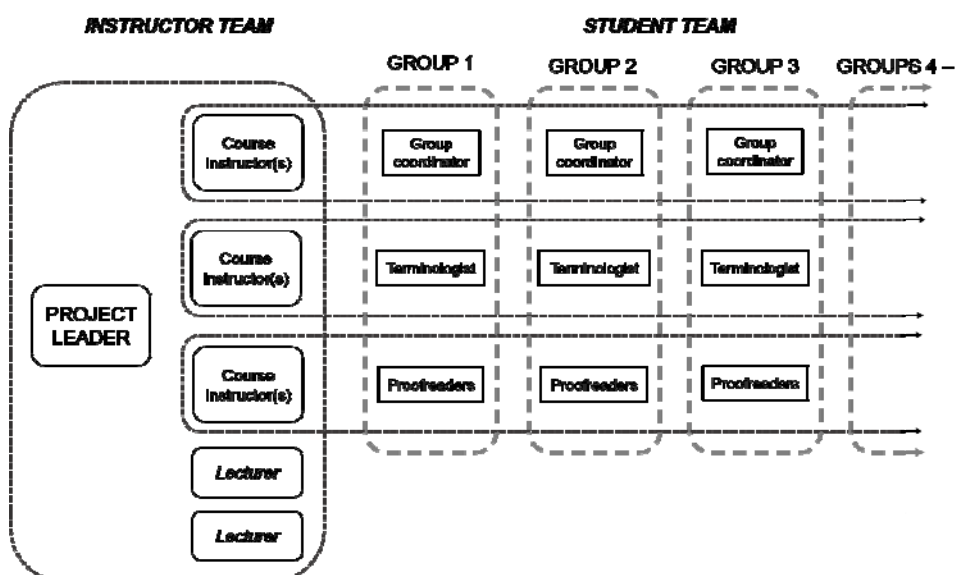 INSTRUCTOR TEAM
STUDENT TEAM
GROUP 1
GROUP 2
GROUP 3
GROUPS 4 –
Course
Instructor(s)
Group
coordinator
Group
coordinator
Group
coordinator
Course
Instructor(s)
Terminologist
Terminologist
Terminologist
PROJECT
LEADER
Course
Instructor(s)
Proofreaders
Proofreaders
Proofreaders
Lecturer
Lecturer